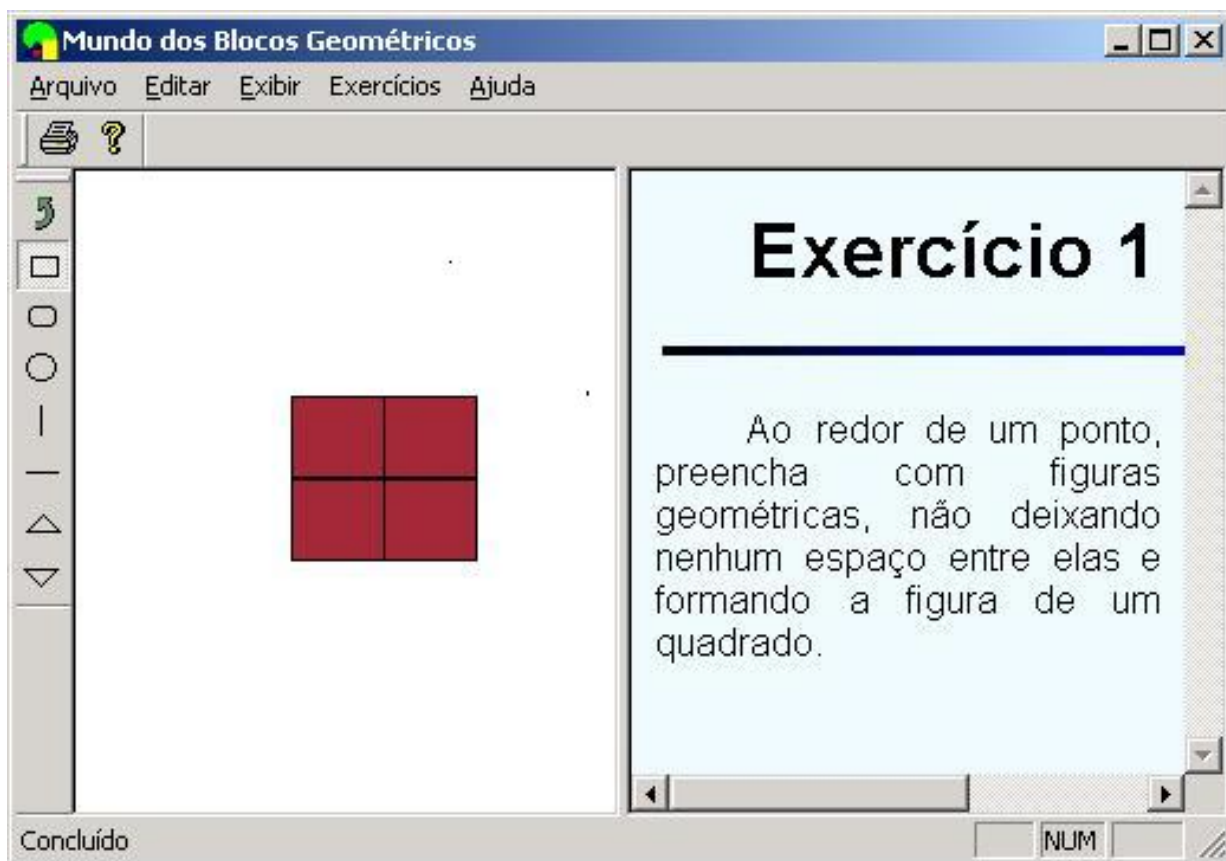 Mundo dos Blocos Geométricos
Arquivo Editar Exibir Exercícios Ajuda
Exercício 1
Ao redor de um ponto,
preencha com figuras
geométricas, não deixando
nenhum espaço entre elas e
formando a figura de um
quadrado.
Concluído
NUM